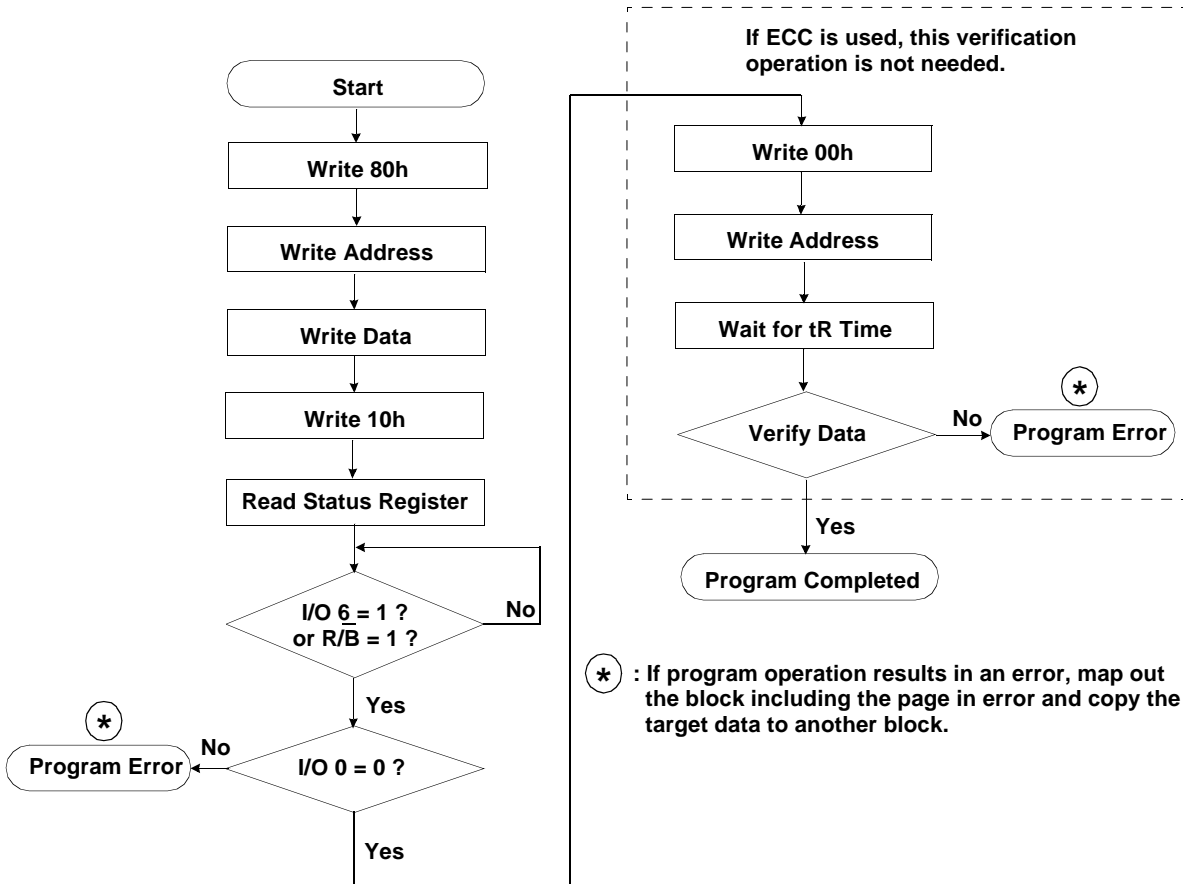 Start
Write 80h
Write Address
Write Data
Write 10h
Read Status Register
I/O 6 = 1 ?
or R/B̅ = 1 ?
No
Yes
*
No
Program Error
I/O 0 = 0 ?
Yes
If ECC is used, this verification
operation is not needed.
Write 00h
Write Address
Wait for tR Time
Verify Data
No
*
Program Error
Yes
Program Completed
* : If program operation results in an error, map out
the block including the page in error and copy the
target data to another block.